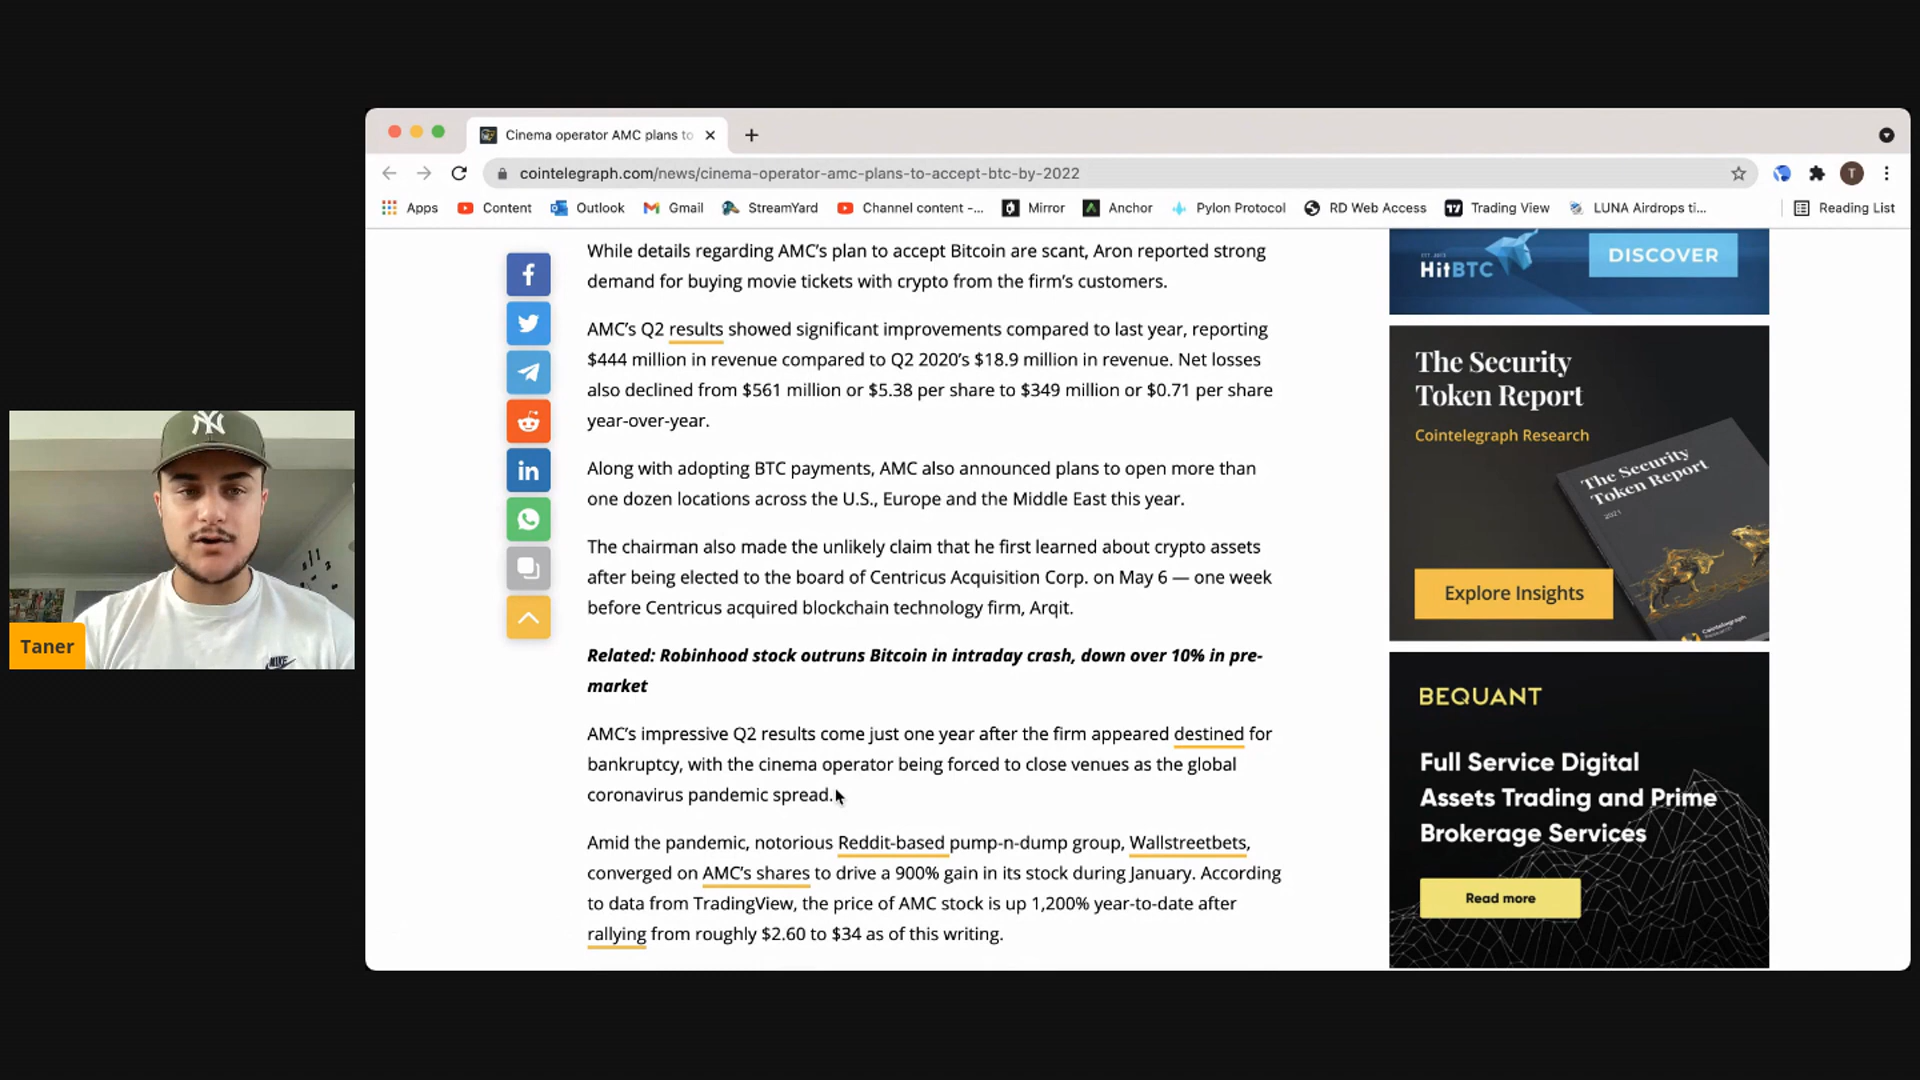 Cinema operator AMC plans to
cointelegraph.com/news/cinema-operator-amc-plans-to-accept-btc-by-2022
T
Apps Content Outlook Gmail StreamYard Channel content -... Mirror Anchor Pylon Protocol RD Web Access Trading View LUNA Airdrops ti... Reading List
While details regarding AMC's plan to accept Bitcoin are scant, Aron reported strong
demand for buying movie tickets with crypto from the firm's customers.
AMC's Q2 results showed significant improvements compared to last year, reporting
$444 million in revenue compared to Q2 2020's $18.9 million in revenue. Net losses
also declined from $561 million or $5.38 per share to $349 million or $0.71 per share
year-over-year.
Along with adopting BTC payments, AMC also announced plans to open more than
one dozen locations across the U.S., Europe and the Middle East this year.
The chairman also made the unlikely claim that he first learned about crypto assets
after being elected to the board of Centricus Acquisition Corp. on May 6 — one week
before Centricus acquired blockchain technology firm, Arqit.
Related: Robinhood stock outruns Bitcoin in intraday crash, down over 10% in pre-
market
AMC's impressive Q2 results come just one year after the firm appeared destined for
bankruptcy, with the cinema operator being forced to close venues as the global
coronavirus pandemic spread.
Amid the pandemic, notorious Reddit-based pump-n-dump group, Wallstreetbets,
converged on AMC's shares to drive a 900% gain in its stock during January. According
to data from TradingView, the price of AMC stock is up 1,200% year-to-date after
rallying from roughly $2.60 to $34 as of this writing.
HitBTC
DISCOVER
The Security
Token Report
Cointelegraph Research
The Security
Token Report
2021
Cointelegraph
Explore Insights
BEQUANT
Full Service Digital
Assets Trading and Prime
Brokerage Services
Read more
NY
NIKE
Taner